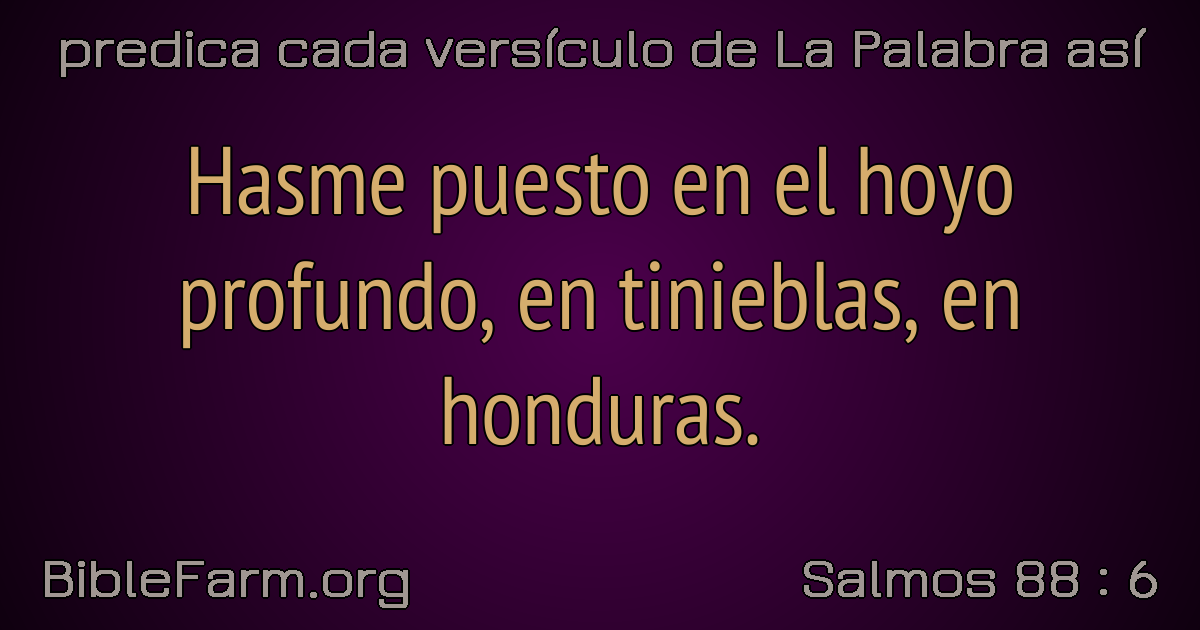 predica cada versículo de La Palabra así
Hasme puesto en el hoyo
profundo, en tinieblas, en
honduras.
BibleFarm.org
Salmos 88 : 6